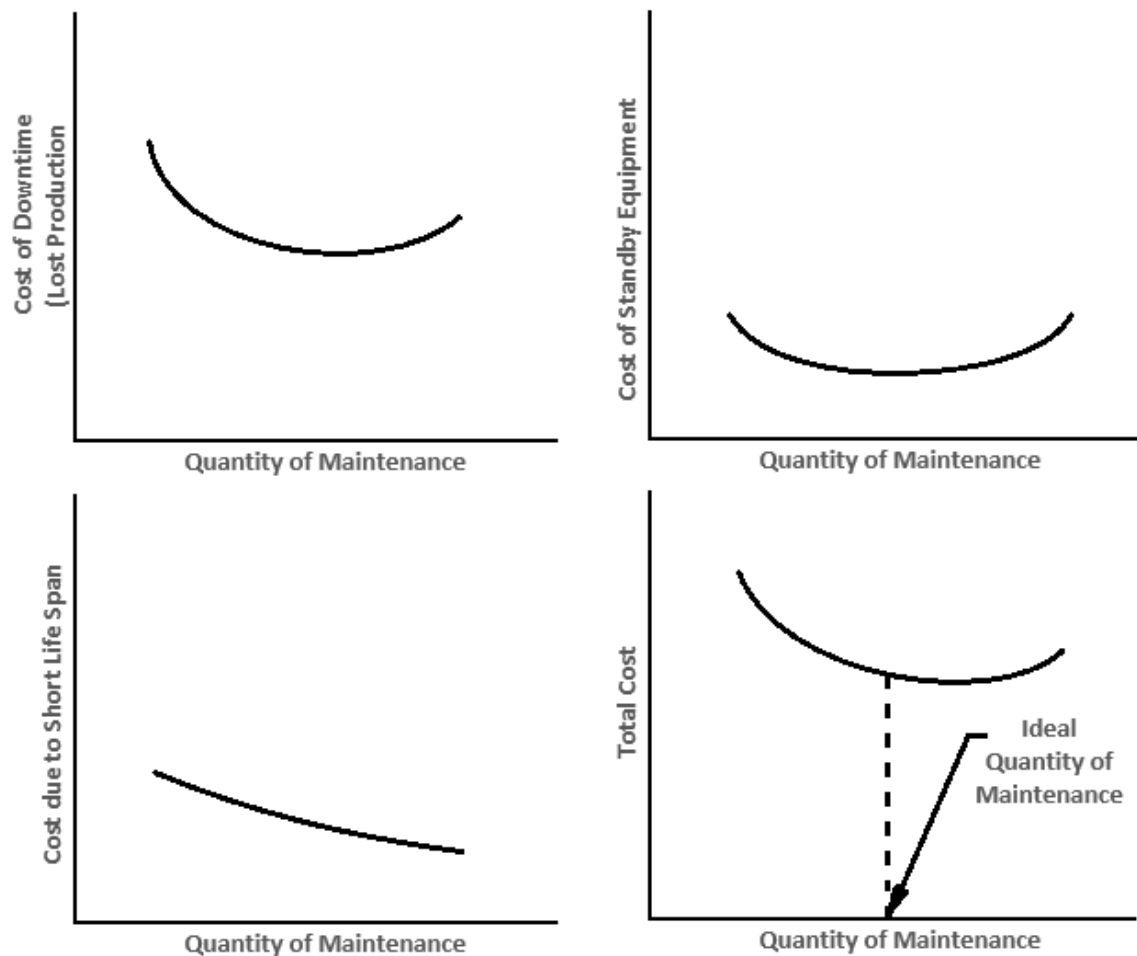 Cost of Downtime
(Lost Production
Quantity of Maintenance
Cost of Standby Equipment
Quantity of Maintenance
Cost due to Short Life Span
Quantity of Maintenance
Total Cost
Ideal
Quantity of
Maintenance
Quantity of Maintenance